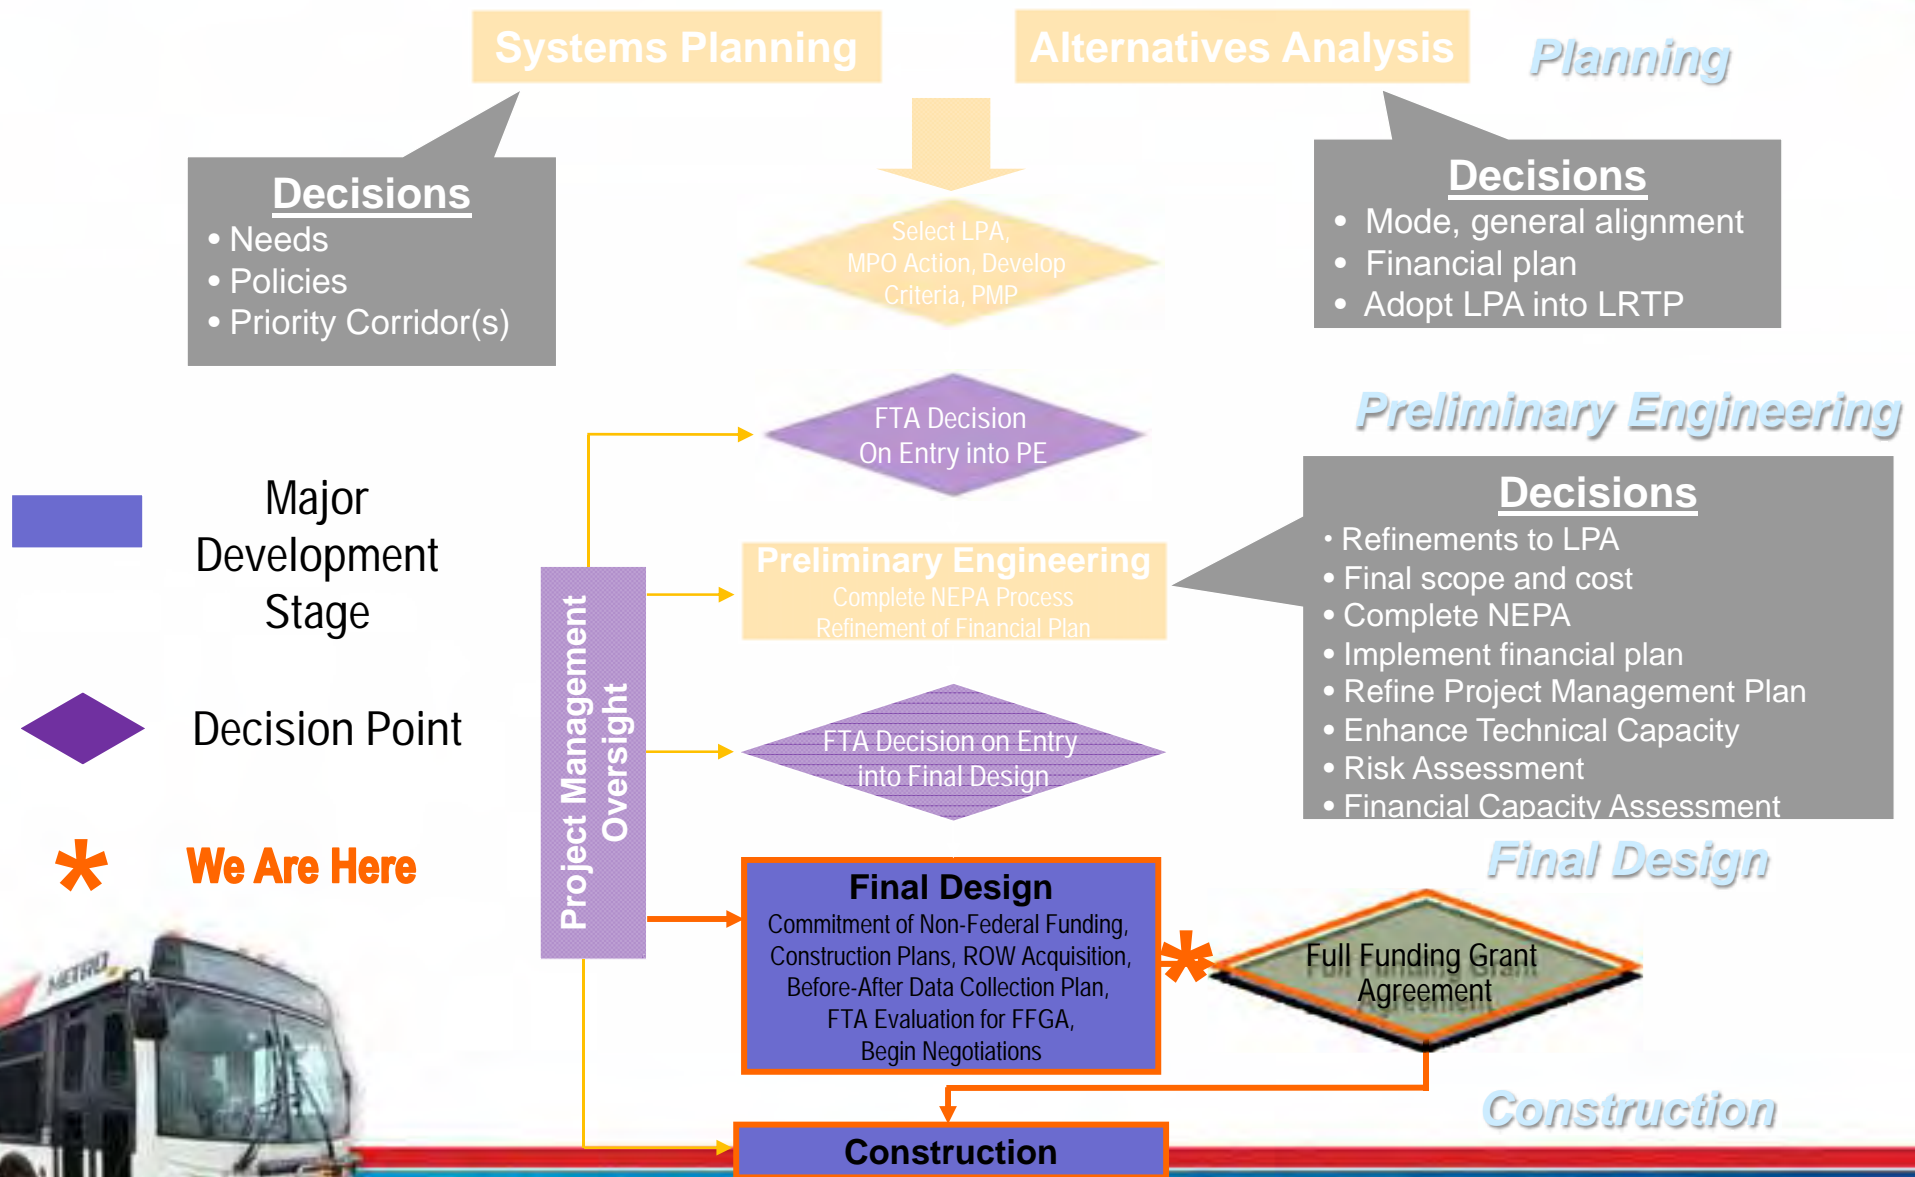 Systems Planning
Alternatives Analysis
Planning
Decisions
• Needs
• Policies
• Priority Corridor(s)
Select LPA,
MPO Action, Develop
Criteria, PMP
Decisions
• Mode, general alignment
• Financial plan
• Adopt LPA into LRTP
FTA Decision
On Entry into PE
Preliminary Engineering
Major
Development
Stage
Decision Point
We Are Here
Project Management
Oversight
Preliminary Engineering
Complete NEPA Process
Refinement of Financial Plan
Decisions
• Refinements to LPA
• Final scope and cost
• Complete NEPA
• Implement financial plan
• Refine Project Management Plan
• Enhance Technical Capacity
• Risk Assessment
• Financial Capacity Assessment
FTA Decision on Entry
into Final Design
Final Design
Final Design
Commitment of Non-Federal Funding,
Construction Plans, ROW Acquisition,
Before-After Data Collection Plan,
FTA Evaluation for FFGA,
Begin Negotiations
*
Full Funding Grant
Agreement
METRO
Construction
Construction